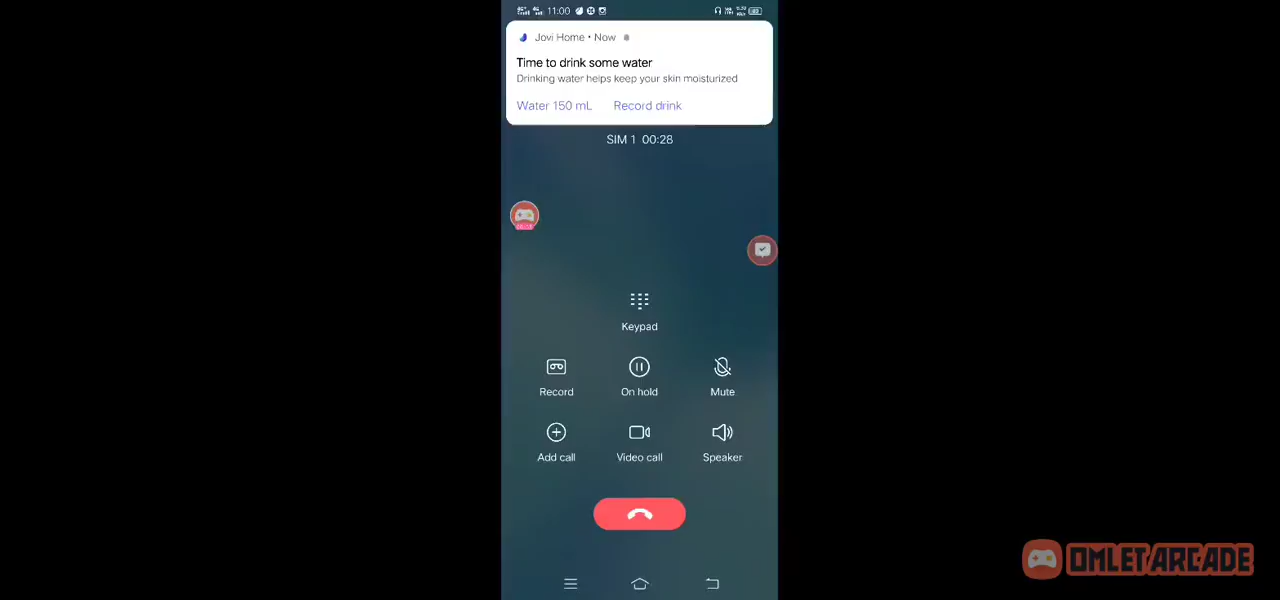 11:00
Jovi Home • Now
Time to drink some water
Drinking water helps keep your skin moisturized
Water 150 mL Record drink
SIM 1 00:28
Keypad
Record On hold Mute
Add call Video call Speaker
OMLET ARCADE